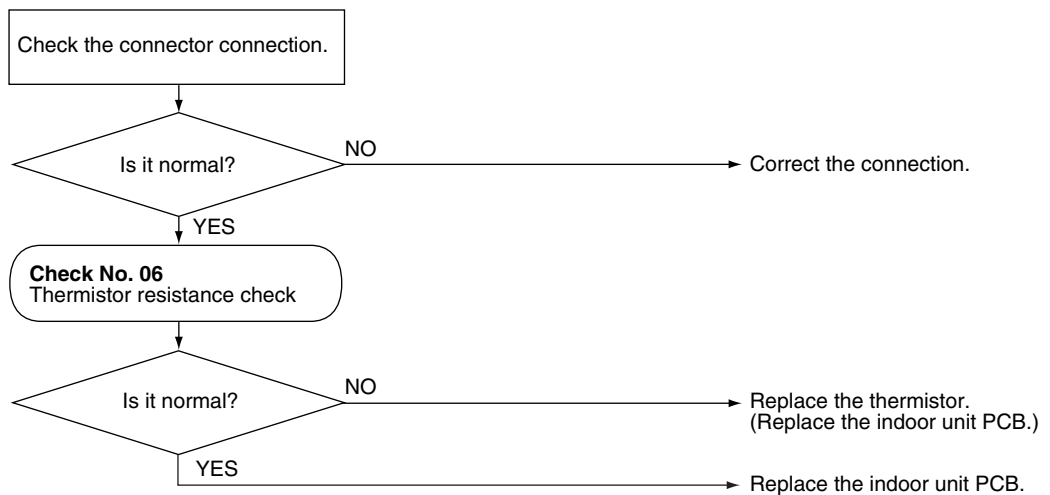 Check the connector connection.
Is it normal?
NO
Correct the connection.
YES
Check No. 06
Thermistor resistance check
Is it normal?
NO
Replace the thermistor.
(Replace the indoor unit PCB.)
YES
Replace the indoor unit PCB.